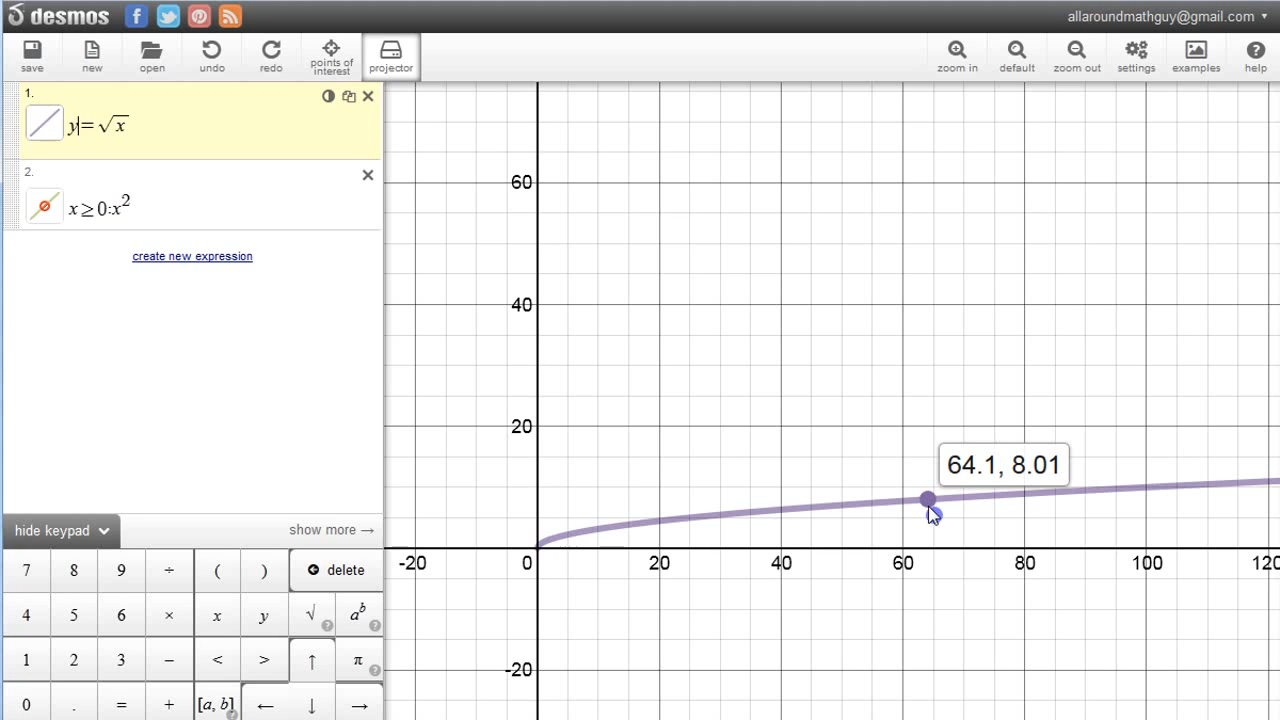 desmos
allaroundmathguy@gmail.com
save new open undo redo points of interest projector zoom in default zoom out settings examples help
1.
y = √x
2.
x ≥ 0:x²
create new expression
hide keypad show more →
7 8 9 ÷ ( ) delete
4 5 6 × x y √ aᵇ
1 2 3 − < > ↑ π
0 . = + [a, b] ← ↓ →
60
40
20
64.1, 8.01
-20 0 20 40 60 80 100 120
-20